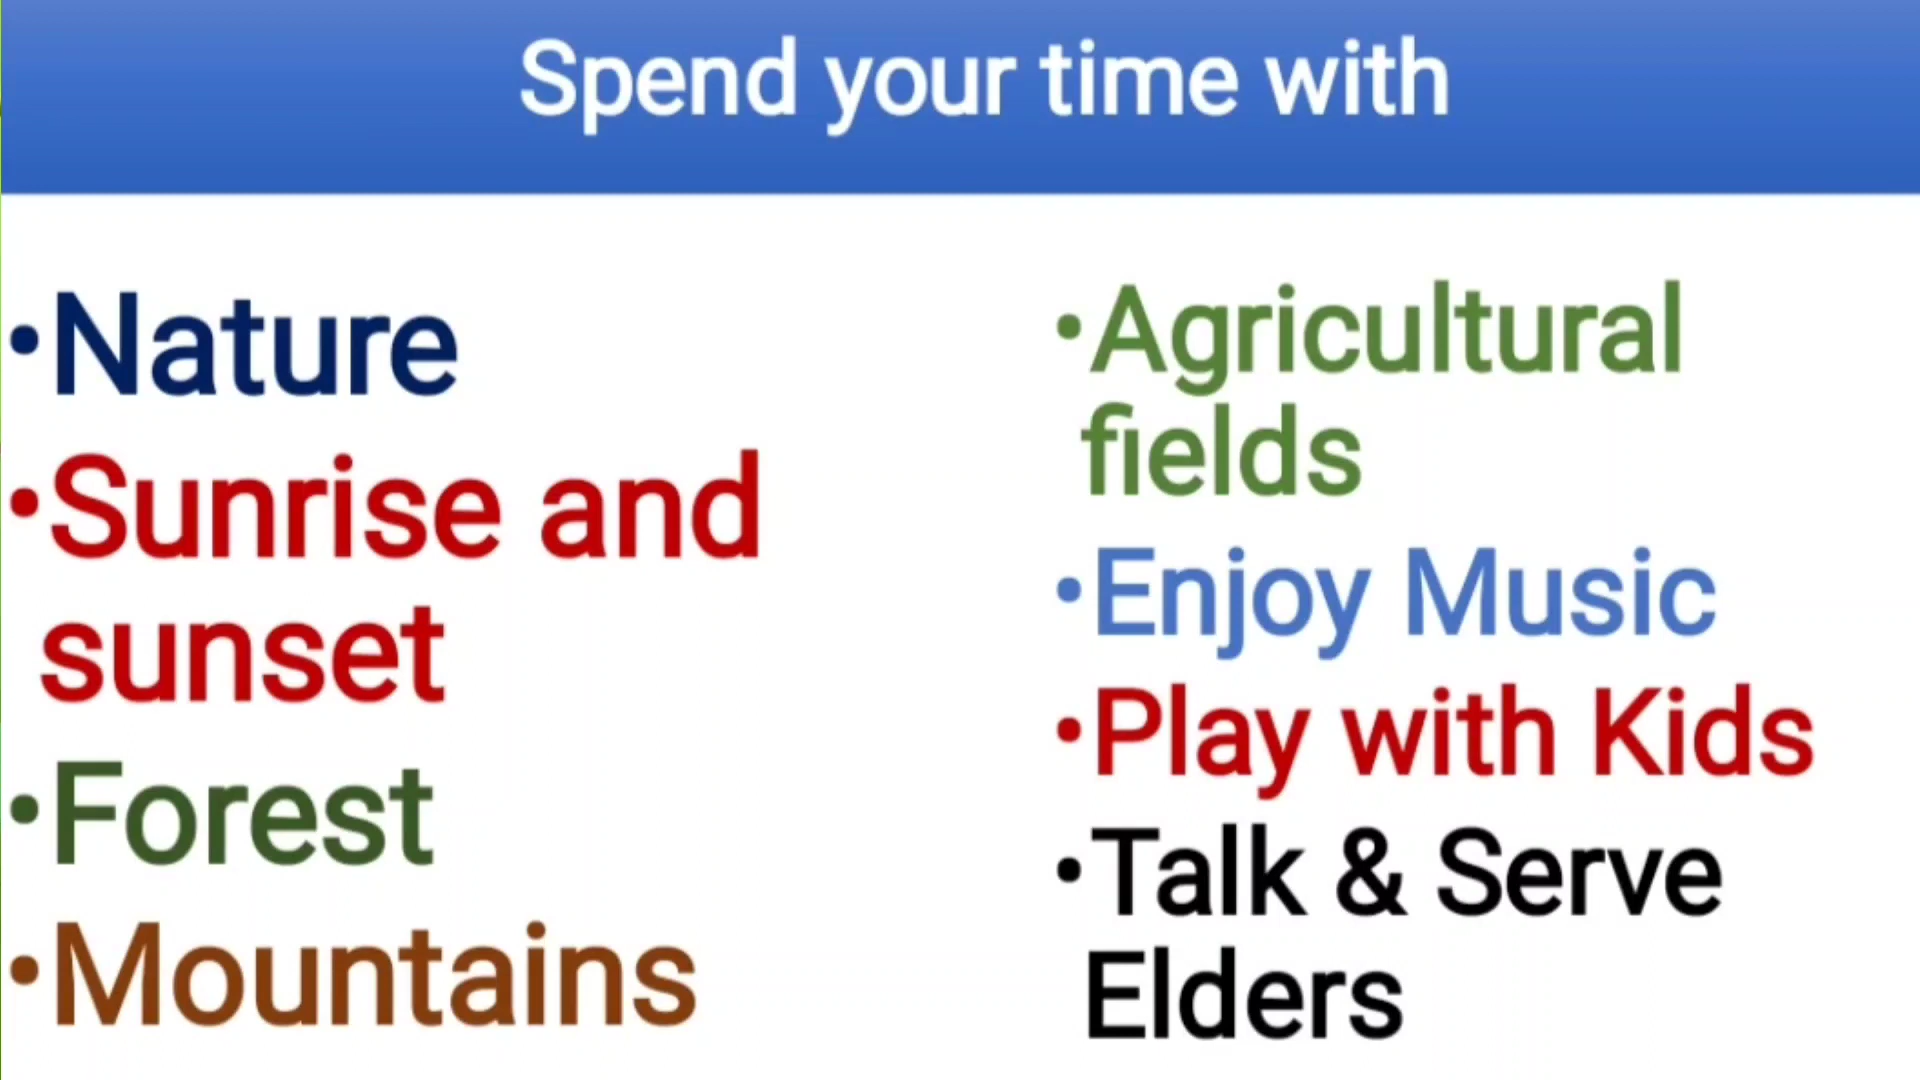 Spend your time with
•Nature
•Sunrise and
sunset
•Forest
•Mountains
•Agricultural
fields
•Enjoy Music
•Play with Kids
•Talk & Serve
Elders